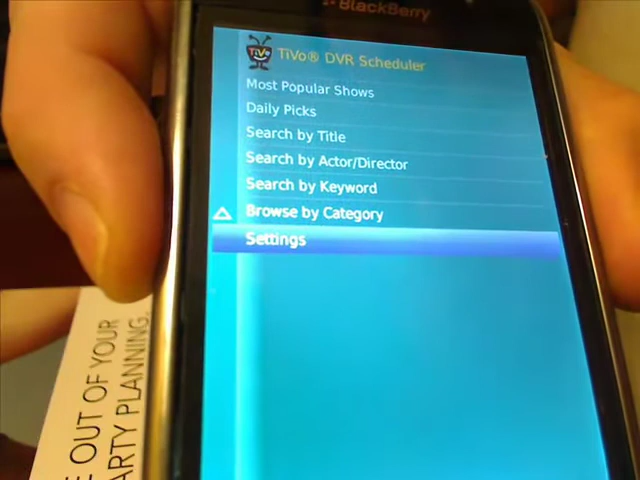 BlackBerry
TiVo
TiVo® DVR Scheduler
Most Popular Shows
Daily Picks
Search by Title
Search by Actor/Director
Search by Keyword
Browse by Category
Settings
OUT OF YOUR
PLANNING.